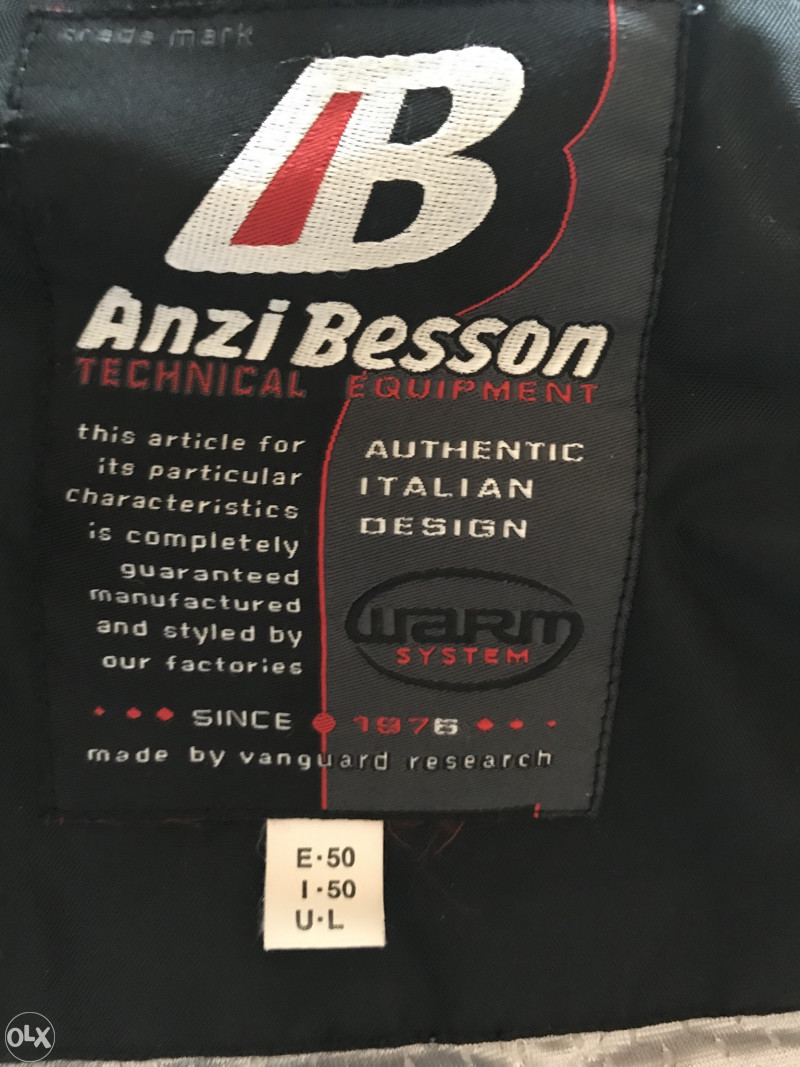 trade mark
B
Anzi Besson
TECHNICAL EQUIPMENT
this article for
its particular
characteristics
is completely
guaranteed
manufactured
and styled by
our factories
AUTHENTIC
ITALIAN
DESIGN
warm
SYSTEM
SINCE 1976
made by vanguard research
E·50
I·50
U·L
OLX